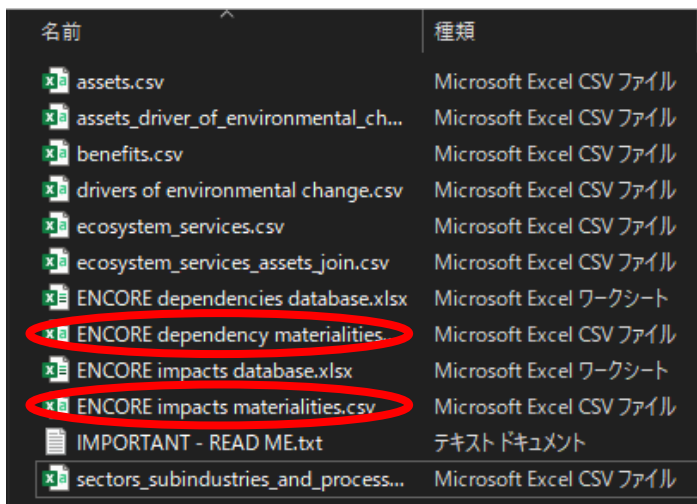 名前 種類
assets.csv Microsoft Excel CSV ファイル
assets_driver_of_environmental_ch... Microsoft Excel CSV ファイル
benefits.csv Microsoft Excel CSV ファイル
drivers of environmental change.csv Microsoft Excel CSV ファイル
ecosystem_services.csv Microsoft Excel CSV ファイル
ecosystem_services_assets_join.csv Microsoft Excel CSV ファイル
ENCORE dependencies database.xlsx Microsoft Excel ワークシート
ENCORE dependency materialities... Microsoft Excel CSV ファイル
ENCORE impacts database.xlsx Microsoft Excel ワークシート
ENCORE impacts materialities.csv Microsoft Excel CSV ファイル
IMPORTANT - READ ME.txt テキスト ドキュメント
sectors_subindustries_and_process... Microsoft Excel CSV ファイル